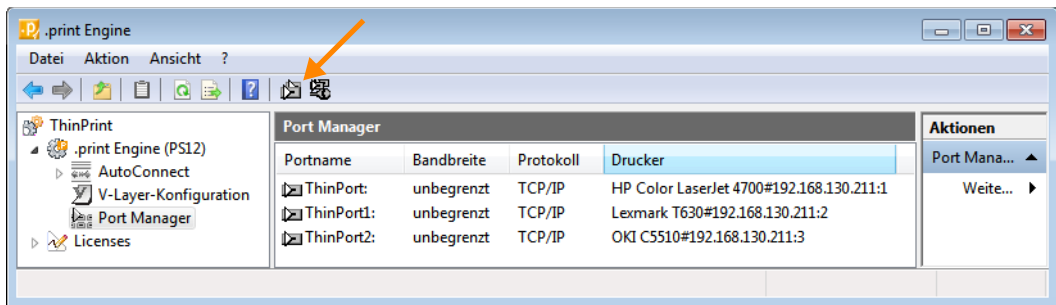 .print Engine
Datei Aktion Ansicht ?
ThinPrint
.print Engine (PS12)
AutoConnect
V-Layer-Konfiguration
Port Manager
Licenses
Port Manager
Portname Bandbreite Protokoll Drucker
ThinPort: unbegrenzt TCP/IP HP Color LaserJet 4700#192.168.130.211:1
ThinPort1: unbegrenzt TCP/IP Lexmark T630#192.168.130.211:2
ThinPort2: unbegrenzt TCP/IP OKI C5510#192.168.130.211:3
Aktionen
Port Mana...
Weite...